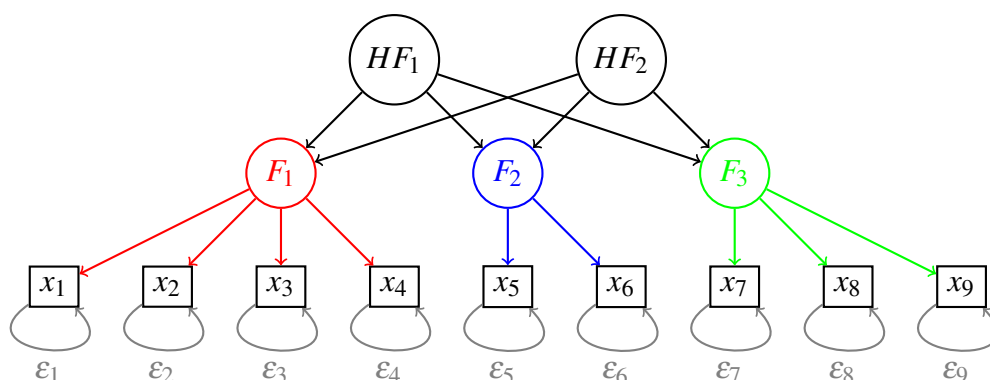 HF₁ HF₂
F₁ F₂ F₃
x₁ x₂ x₃ x₄ x₅ x₆ x₇ x₈ x₉
ε₁ ε₂ ε₃ ε₄ ε₅ ε₆ ε₇ ε₈ ε₉